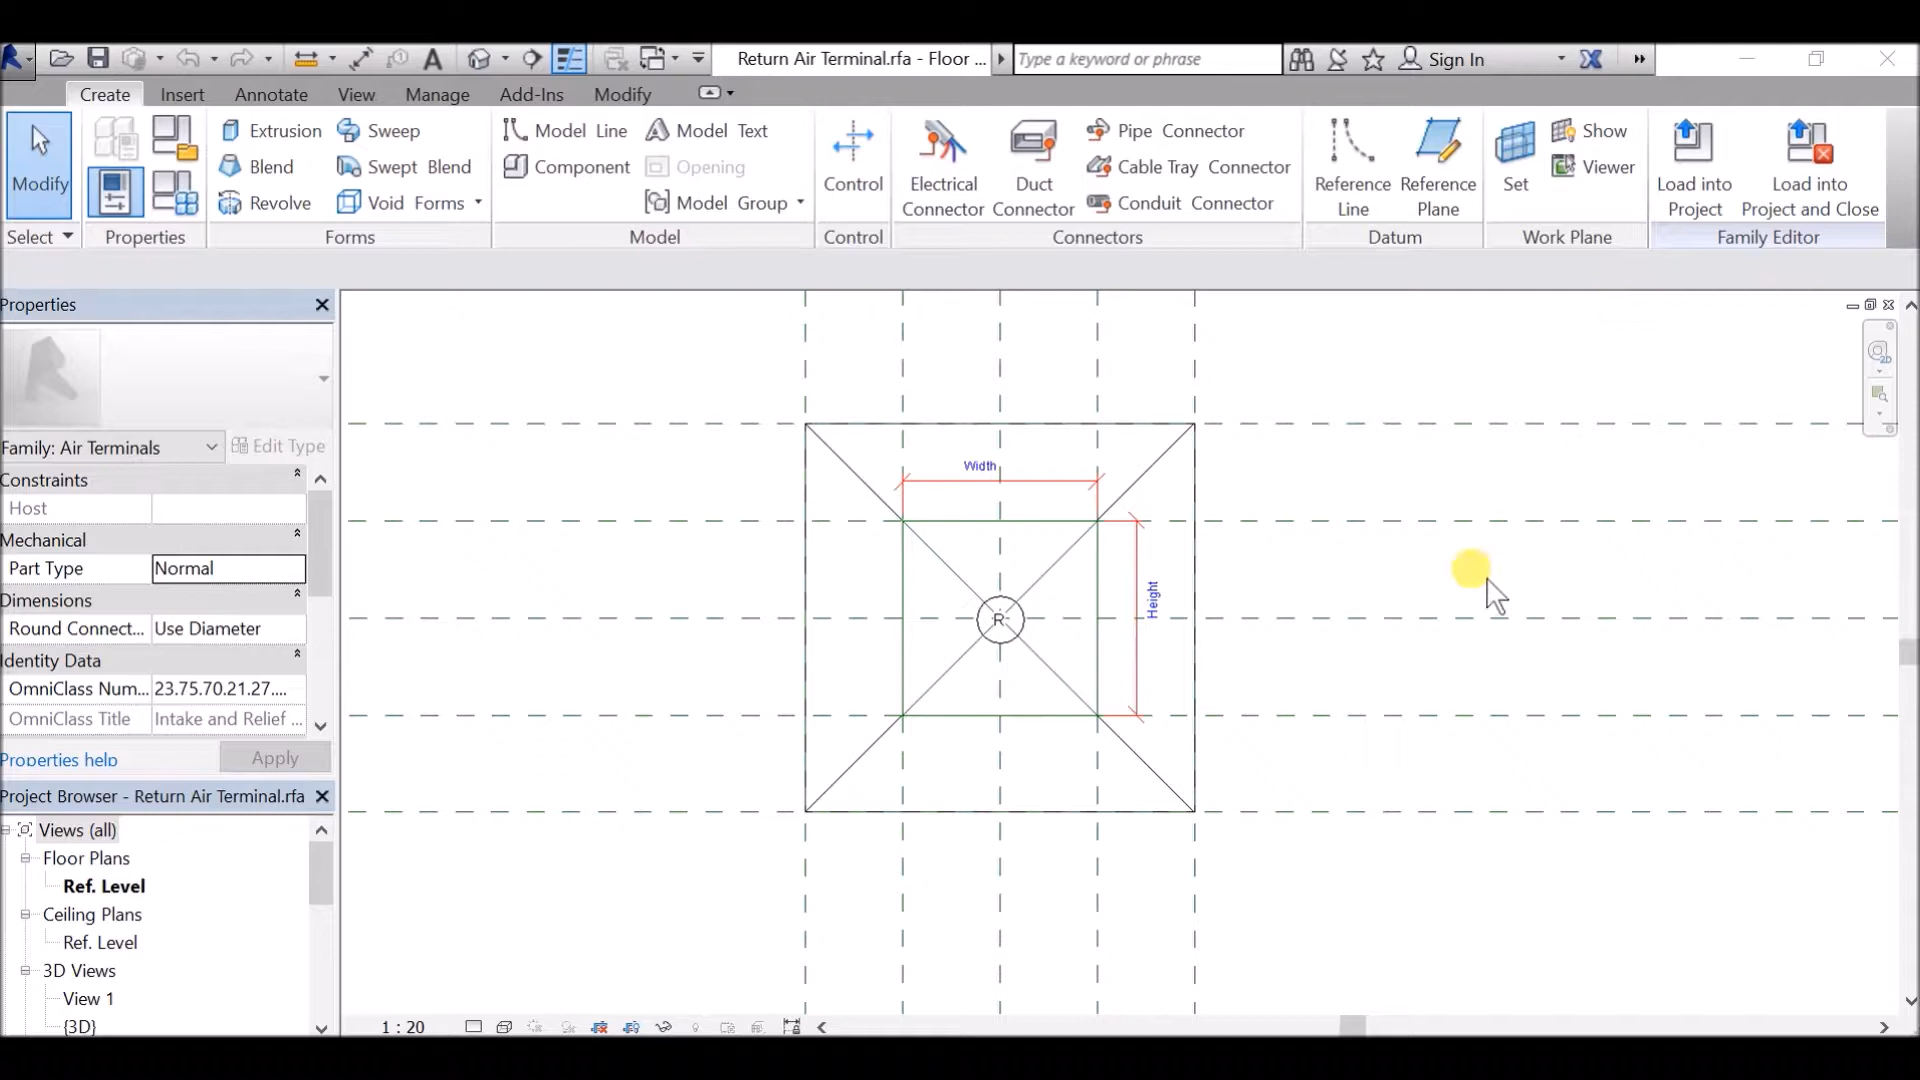 Return Air Terminal.rfa - Floor ...
Type a keyword or phrase
Sign In
Create Insert Annotate View Manage Add-Ins Modify
Modify
Select
Properties
Extrusion
Blend
Revolve
Sweep
Swept Blend
Void Forms
Forms
Model Line
Component
Model Text
Opening
Model Group
Model
Control
Control
Electrical
Connector
Duct
Connector
Pipe Connector
Cable Tray Connector
Conduit Connector
Connectors
Reference
Line
Reference
Plane
Datum
Set
Show
Viewer
Work Plane
Load into
Project
Load into
Project and Close
Family Editor
Properties
Family: Air Terminals
Edit Type
Constraints
Host
Mechanical
Part Type Normal
Dimensions
Round Connect... Use Diameter
Identity Data
OmniClass Num... 23.75.70.21.27....
OmniClass Title Intake and Relief ...
Properties help
Apply
Project Browser - Return Air Terminal.rfa
Views (all)
Floor Plans
Ref. Level
Ceiling Plans
Ref. Level
3D Views
View 1
{3D}
Width
Height
R
2D
1 : 20